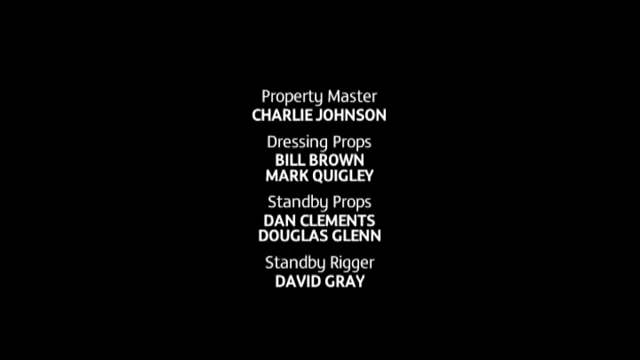 Property Master
CHARLIE JOHNSON
Dressing Props
BILL BROWN
MARK QUIGLEY
Standby Props
DAN CLEMENTS
DOUGLAS GLENN
Standby Rigger
DAVID GRAY